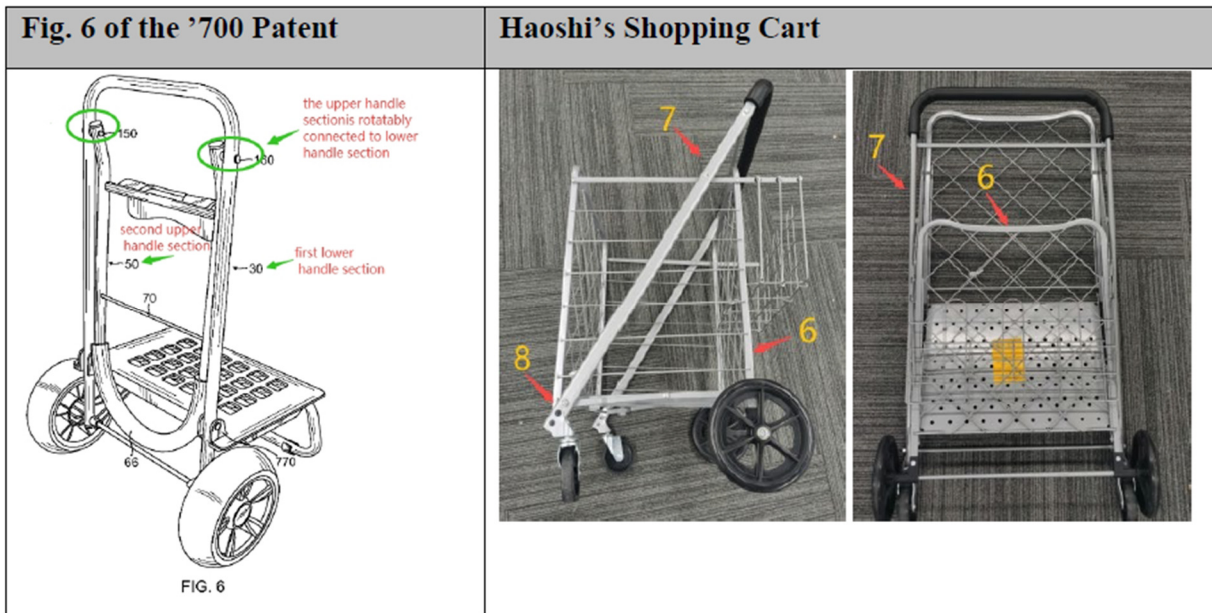 Fig. 6 of the ’700 Patent
Haoshi’s Shopping Cart
the upper handle
sectionis rotatably
connected to lower
handle section
150
160
second upper
handle section
50
first lower
handle section
30
70
66
770
FIG. 6
7
8
6
7
6